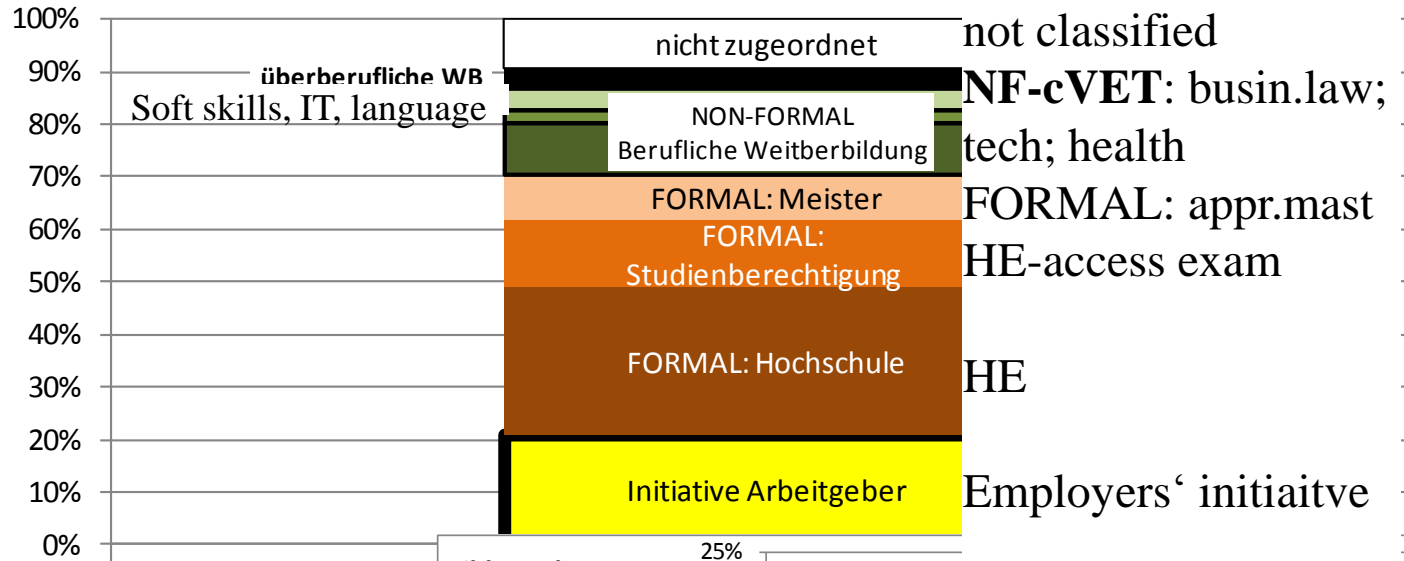 100%
90%
80%
70%
60%
50%
40%
30%
20%
10%
0%
überberufliche WB
Soft skills, IT, language
nicht zugeordnet
NON-FORMAL
Berufliche Weitberbildung
FORMAL: Meister
FORMAL:
Studienberechtigung
FORMAL: Hochschule
Initiative Arbeitgeber
25%
not classified
NF-cVET: busin.law;
tech; health
FORMAL: appr.mast
HE-access exam
HE
Employers‘ initiaitve